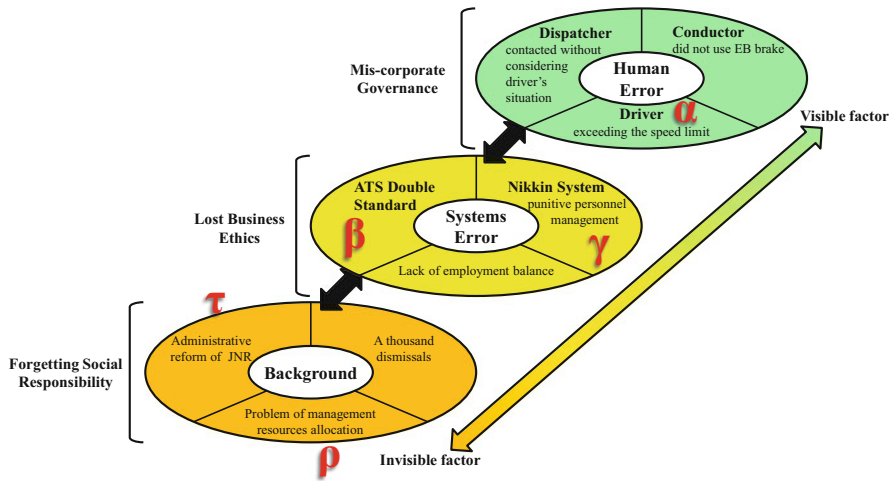 Dispatcher
contacted without
considering
driver's
situation
Conductor
did not use EB brake
Human
Error
Driver
α
exceeding the speed limit
Mis-corporate
Governance
Visible factor
ATS Double
Standard
β
Nikkin System
punitive personnel
management
γ
Systems
Error
Lack of employment balance
Lost Business
Ethics
τ
Administrative
reform of JNR
A thousand
dismissals
Background
Problem of management
resources allocation
ρ
Forgetting Social
Responsibility
Invisible factor